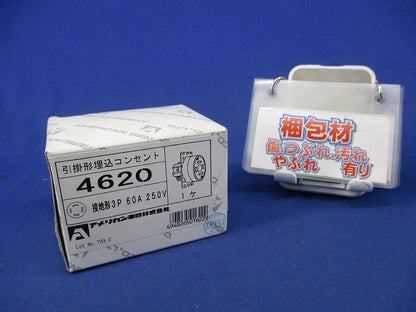 引掛形埋込コンセント
4620
接地形3P 60A 250V
1ケ
アメリカン電機株式会社
Lot No TH3-2
梱包材
傷つぶれ、汚れ
やぶれ 有り